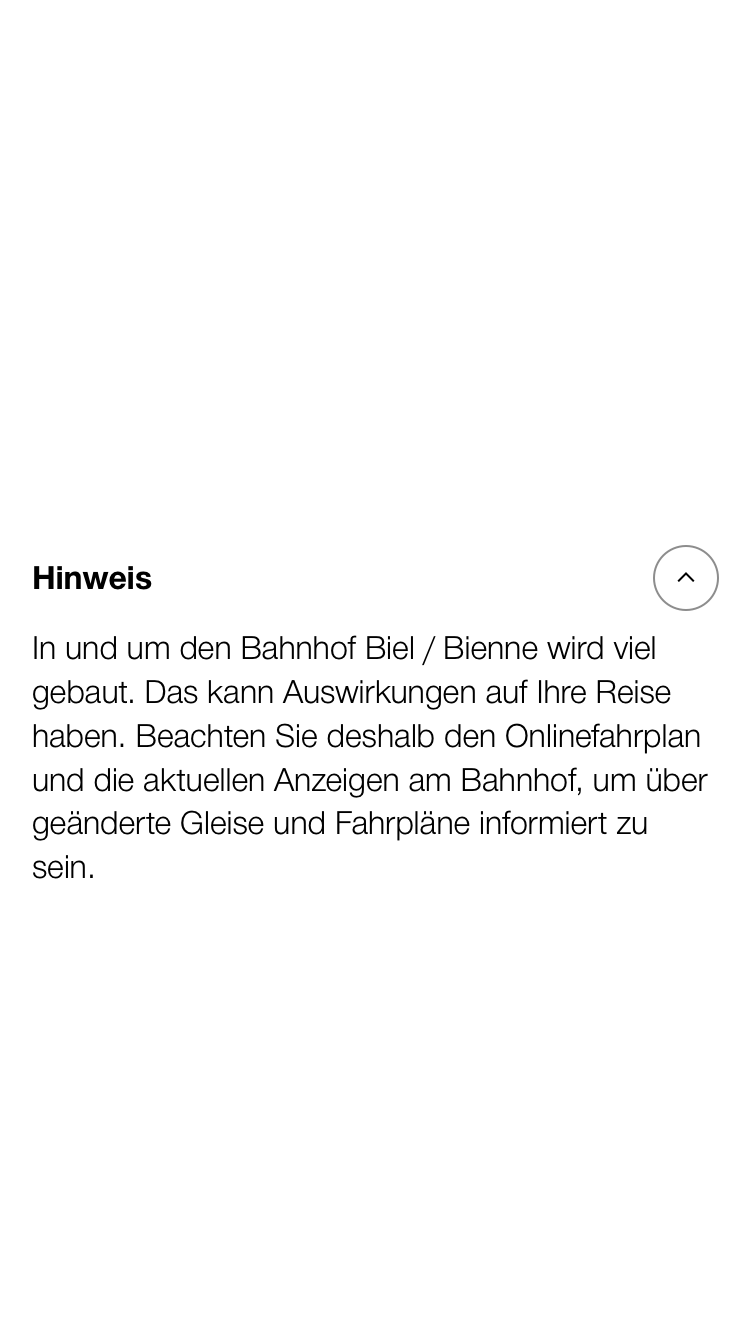 Hinweis
In und um den Bahnhof Biel / Bienne wird viel
gebaut. Das kann Auswirkungen auf Ihre Reise
haben. Beachten Sie deshalb den Onlinefahrplan
und die aktuellen Anzeigen am Bahnhof, um über
geänderte Gleise und Fahrpläne informiert zu
sein.